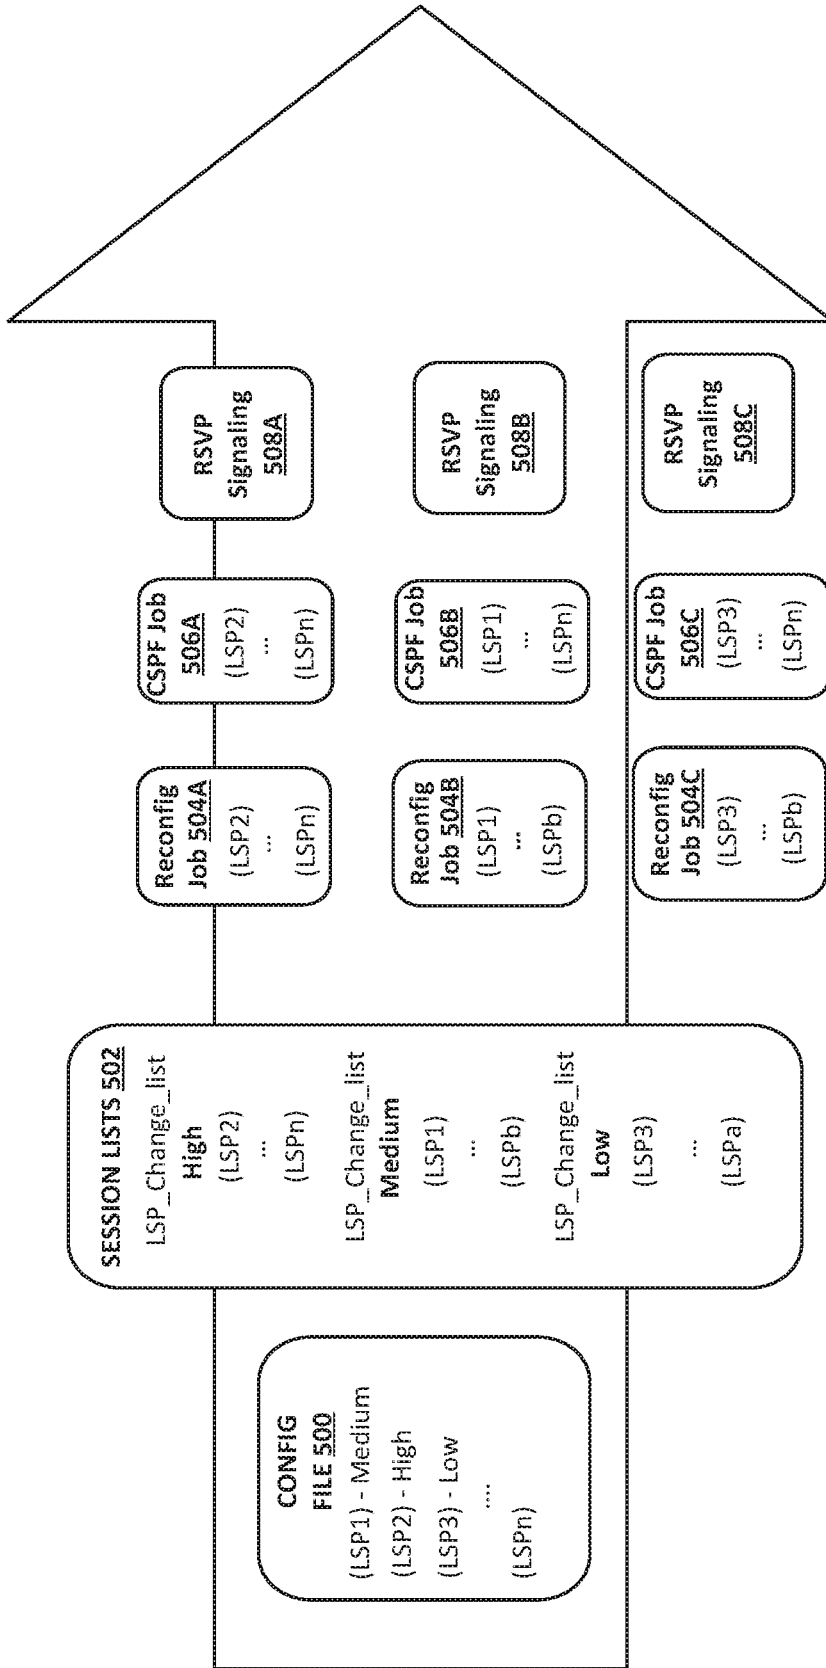 CONFIG
FILE 500
(LSP1) - Medium
(LSP2) - High
(LSP3) - Low
....
(LSPn)
SESSION LISTS 502
LSP_Change_list
High
(LSP2)
...
(LSPn)
LSP_Change_list
Medium
(LSP1)
...
(LSPb)
LSP_Change_list
Low
(LSP3)
...
(LSPa)
Reconfig
Job 504A
(LSP2)
...
(LSPn)
Reconfig
Job 504B
(LSP1)
...
(LSPb)
Reconfig
Job 504C
(LSP3)
...
(LSPb)
CSPF Job
506A
(LSP2)
...
(LSPn)
CSPF Job
506B
(LSP1)
...
(LSPn)
CSPF Job
506C
(LSP3)
...
(LSPn)
RSVP
Signaling
508A
RSVP
Signaling
508B
RSVP
Signaling
508C